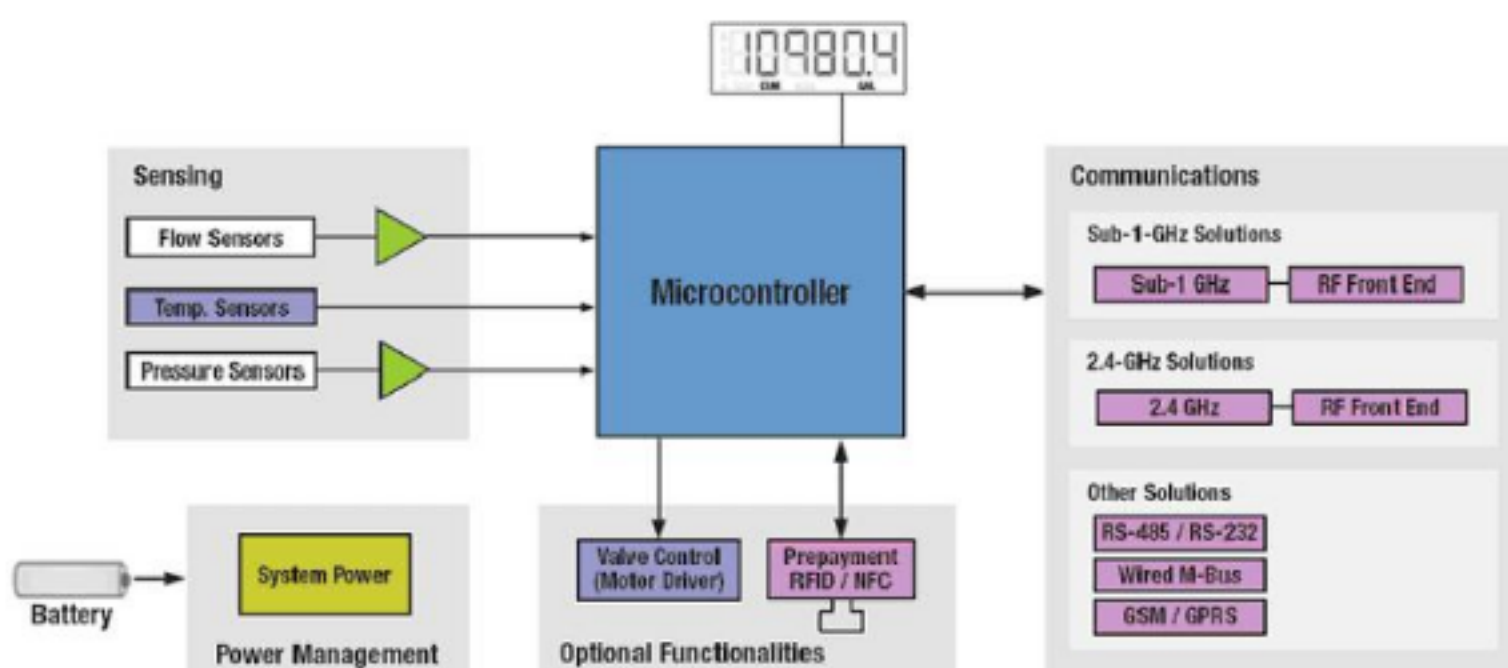 10980.4
CUM GAL
Sensing
Flow Sensors
Temp. Sensors
Pressure Sensors
Microcontroller
Communications
Sub-1-GHz Solutions
Sub-1 GHz
RF Front End
2.4-GHz Solutions
2.4 GHz
RF Front End
Other Solutions
RS-485 / RS-232
Wired M-Bus
GSM / GPRS
Battery
System Power
Power Management
Valve Control
(Motor Driver)
Prepayment
RFID / NFC
Optional Functionalities